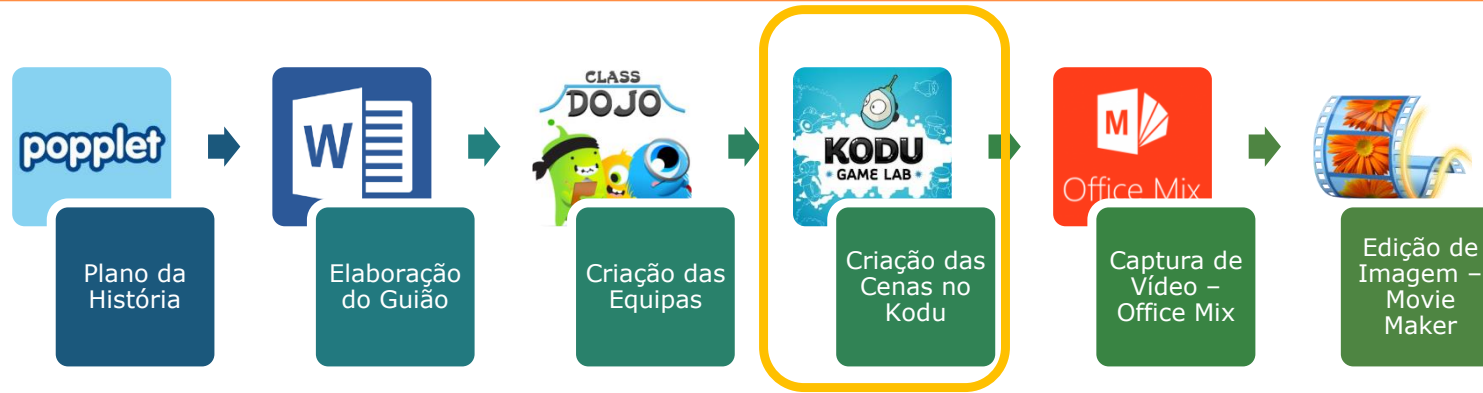 popplet
Plano da
História
W
Elaboração
do Guião
CLASS
DOJO
Criação das
Equipas
KODU
GAME LAB
Criação das
Cenas no
Kodu
M
Office Mix
Captura de
Vídeo –
Office Mix
Edição de
Imagem –
Movie
Maker